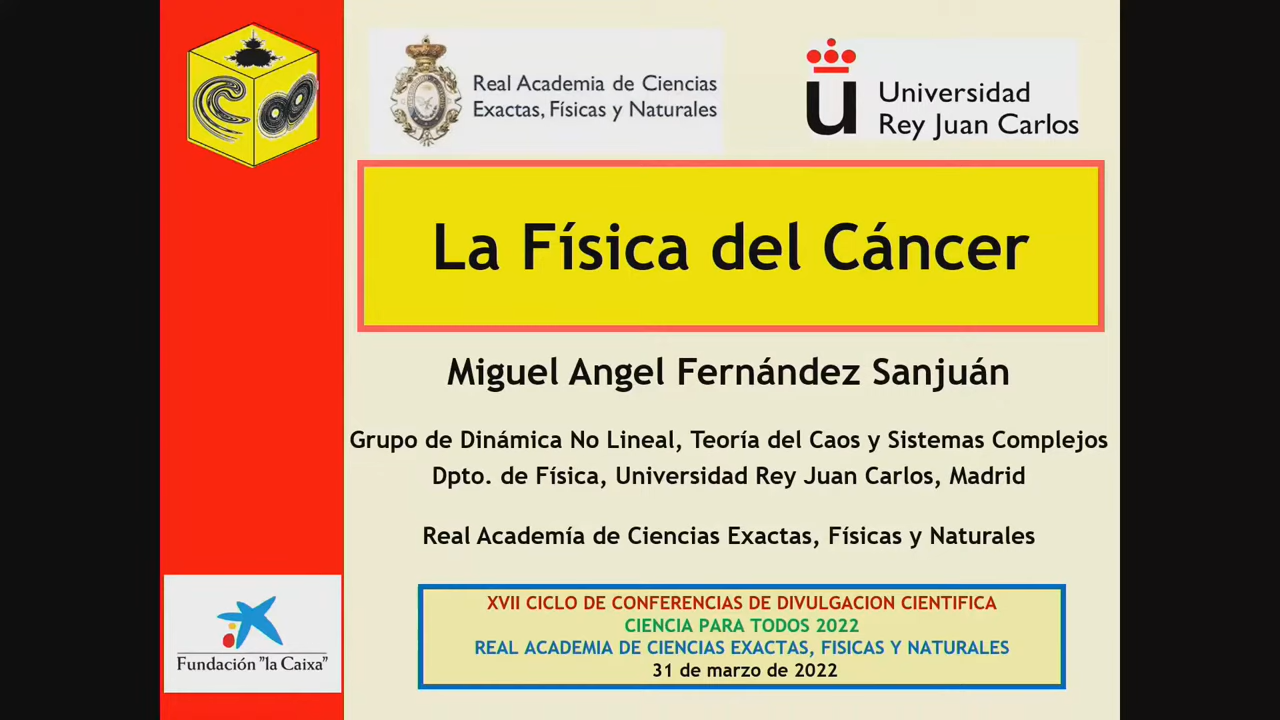 Real Academia de Ciencias
Exactas, Físicas y Naturales
Universidad
Rey Juan Carlos
La Física del Cáncer
Miguel Angel Fernández Sanjuán
Grupo de Dinámica No Lineal, Teoría del Caos y Sistemas Complejos
Dpto. de Física, Universidad Rey Juan Carlos, Madrid
Real Academía de Ciencias Exactas, Físicas y Naturales
XVII CICLO DE CONFERENCIAS DE DIVULGACION CIENTIFICA
CIENCIA PARA TODOS 2022
REAL ACADEMIA DE CIENCIAS EXACTAS, FISICAS Y NATURALES
31 de marzo de 2022
Fundación "la Caixa"